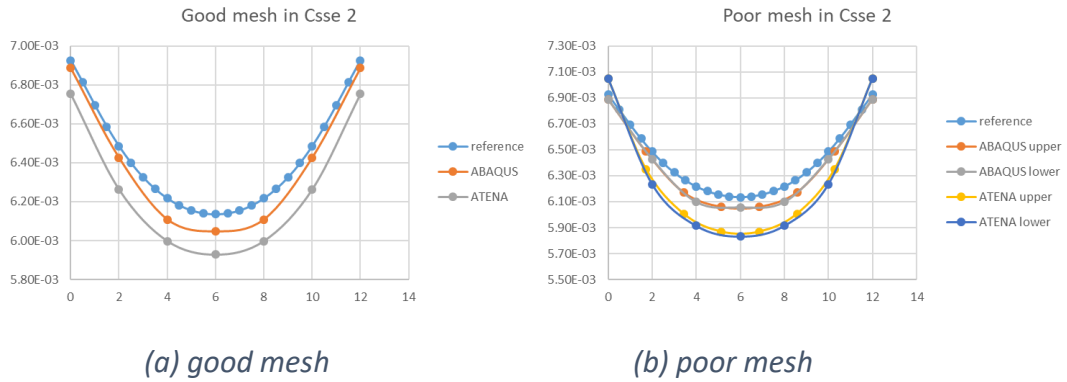 Good mesh in Csse 2
7.00E-03
6.80E-03
6.60E-03
6.40E-03
6.20E-03
6.00E-03
5.80E-03
0 2 4 6 8 10 12 14
reference
ABAQUS
ATENA
(a) good mesh
Poor mesh in Csse 2
7.30E-03
7.10E-03
6.90E-03
6.70E-03
6.50E-03
6.30E-03
6.10E-03
5.90E-03
5.70E-03
5.50E-03
0 2 4 6 8 10 12 14
reference
ABAQUS upper
ABAQUS lower
ATENA upper
ATENA lower
(b) poor mesh